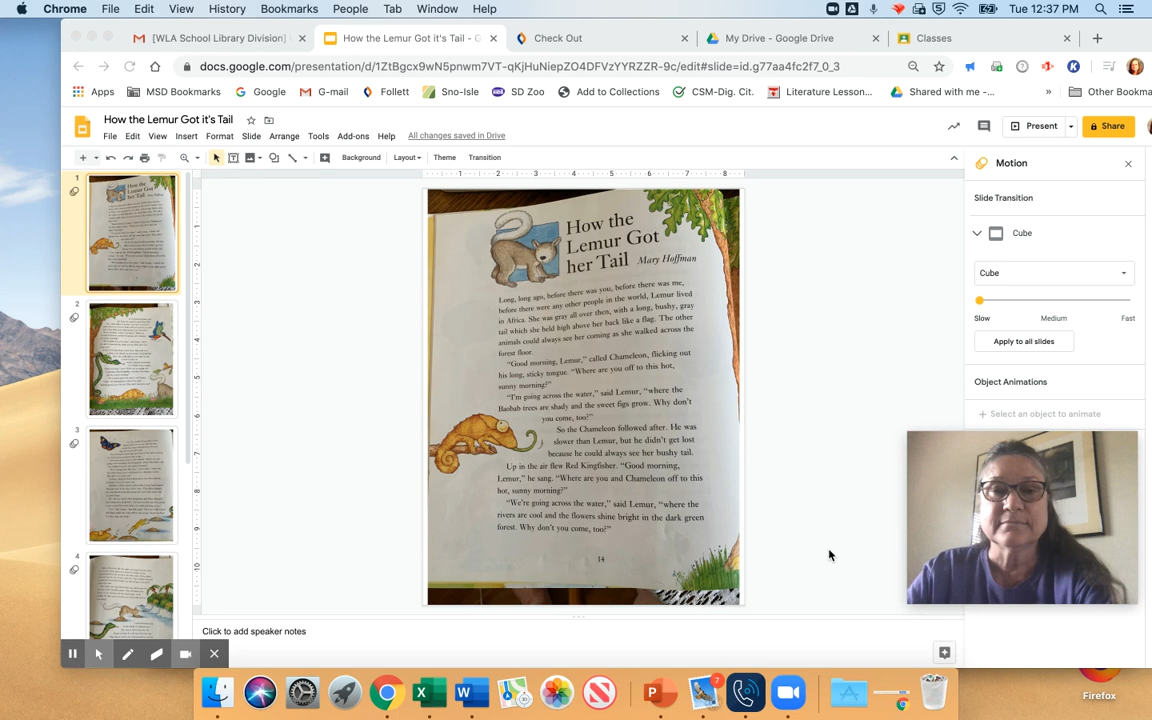 Chrome File Edit View History Bookmarks People Tab Window Help Tue 12:37 PM
[WLA School Library Division] How the Lemur Got it's Tail - G Check Out My Drive - Google Drive Classes
docs.google.com/presentation/d/1ZtBgcx9wN5pnwm7VT-qKjHuNiepZO4DFVzYYRZZR-9c/edit#slide=id.g77aa4fc2f7_0_3
Apps MSD Bookmarks Google G-mail Follett Sno-Isle SD Zoo Add to Collections CSM-Dig. Cit. Literature Lesson... Shared with me -... » Other Bookma
How the Lemur Got it's Tail
File Edit View Insert Format Slide Arrange Tools Add-ons Help All changes saved in Drive
Present Share
Background Layout Theme Transition
Motion
Slide Transition
Cube
Cube
Slow Medium Fast
Apply to all slides
Object Animations
+ Select an object to animate
1
2
3
4
How the
Lemur Got
her Tail Mary Hoffman
Long, long ago, before there was you, before there was me,
before there were any other people in the world, Lemur lived
in Africa. She was gray all over then, with a long, bushy, gray
tail which she held high above her back like a flag. The other
animals could always see her coming as she walked across the
forest floor.
"Good morning, Lemur," called Chameleon, flicking out
his long, sticky tongue. "Where are you off to this hot,
sunny morning?"
"I'm going across the water," said Lemur, "where the
Baobab trees are shady and the sweet figs grow. Why don't
you come, too?"
So the Chameleon followed after. He was
slower than Lemur, but he didn't get lost
because he could always see her bushy tail.
Up in the air flew Red Kingfisher. "Good morning,
Lemur," he sang. "Where are you and Chameleon off to this
hot, sunny morning?"
"We're going across the water," said Lemur, "where the
rivers are cool and the flowers shine bright in the dark green
forest. Why don't you come, too?"
14
Click to add speaker notes
7
Firefox